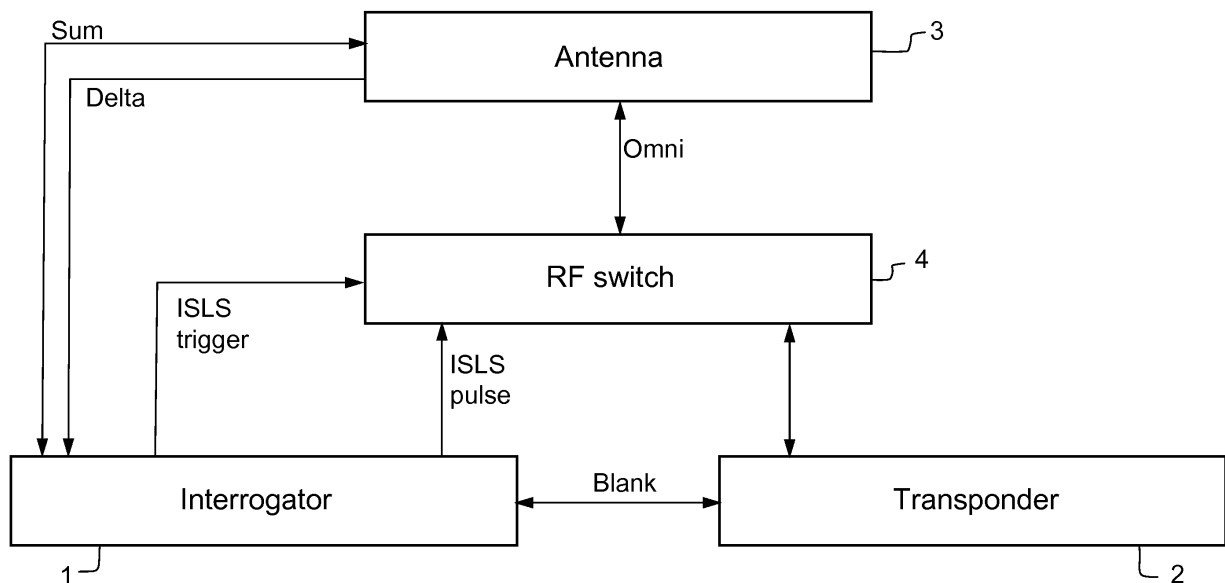 Sum
Antenna
3
Delta
Omni
RF switch
4
ISLS
trigger
ISLS
pulse
Interrogator
Blank
Transponder
1
2